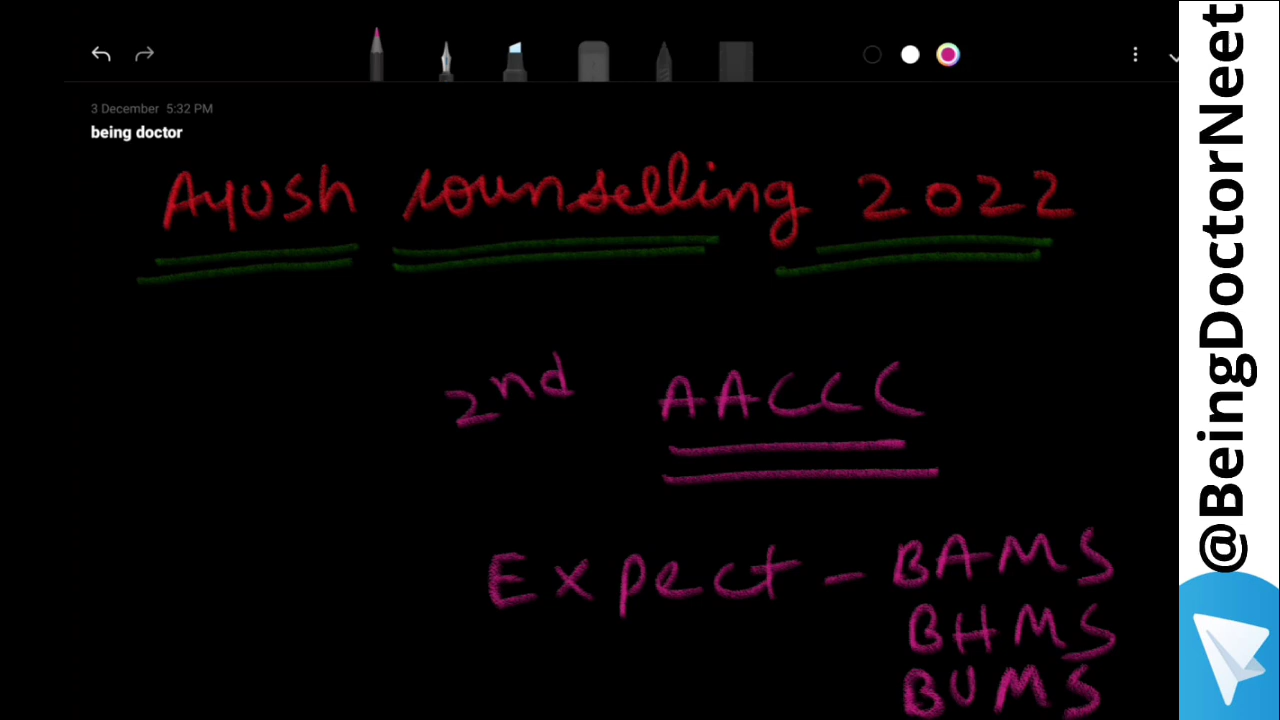 3 December 5:32 PM
being doctor
Ayush counselling 2022
2nd AACCC
Expect - BAMS
BHMS
BUMS
@BeingDoctorNeet